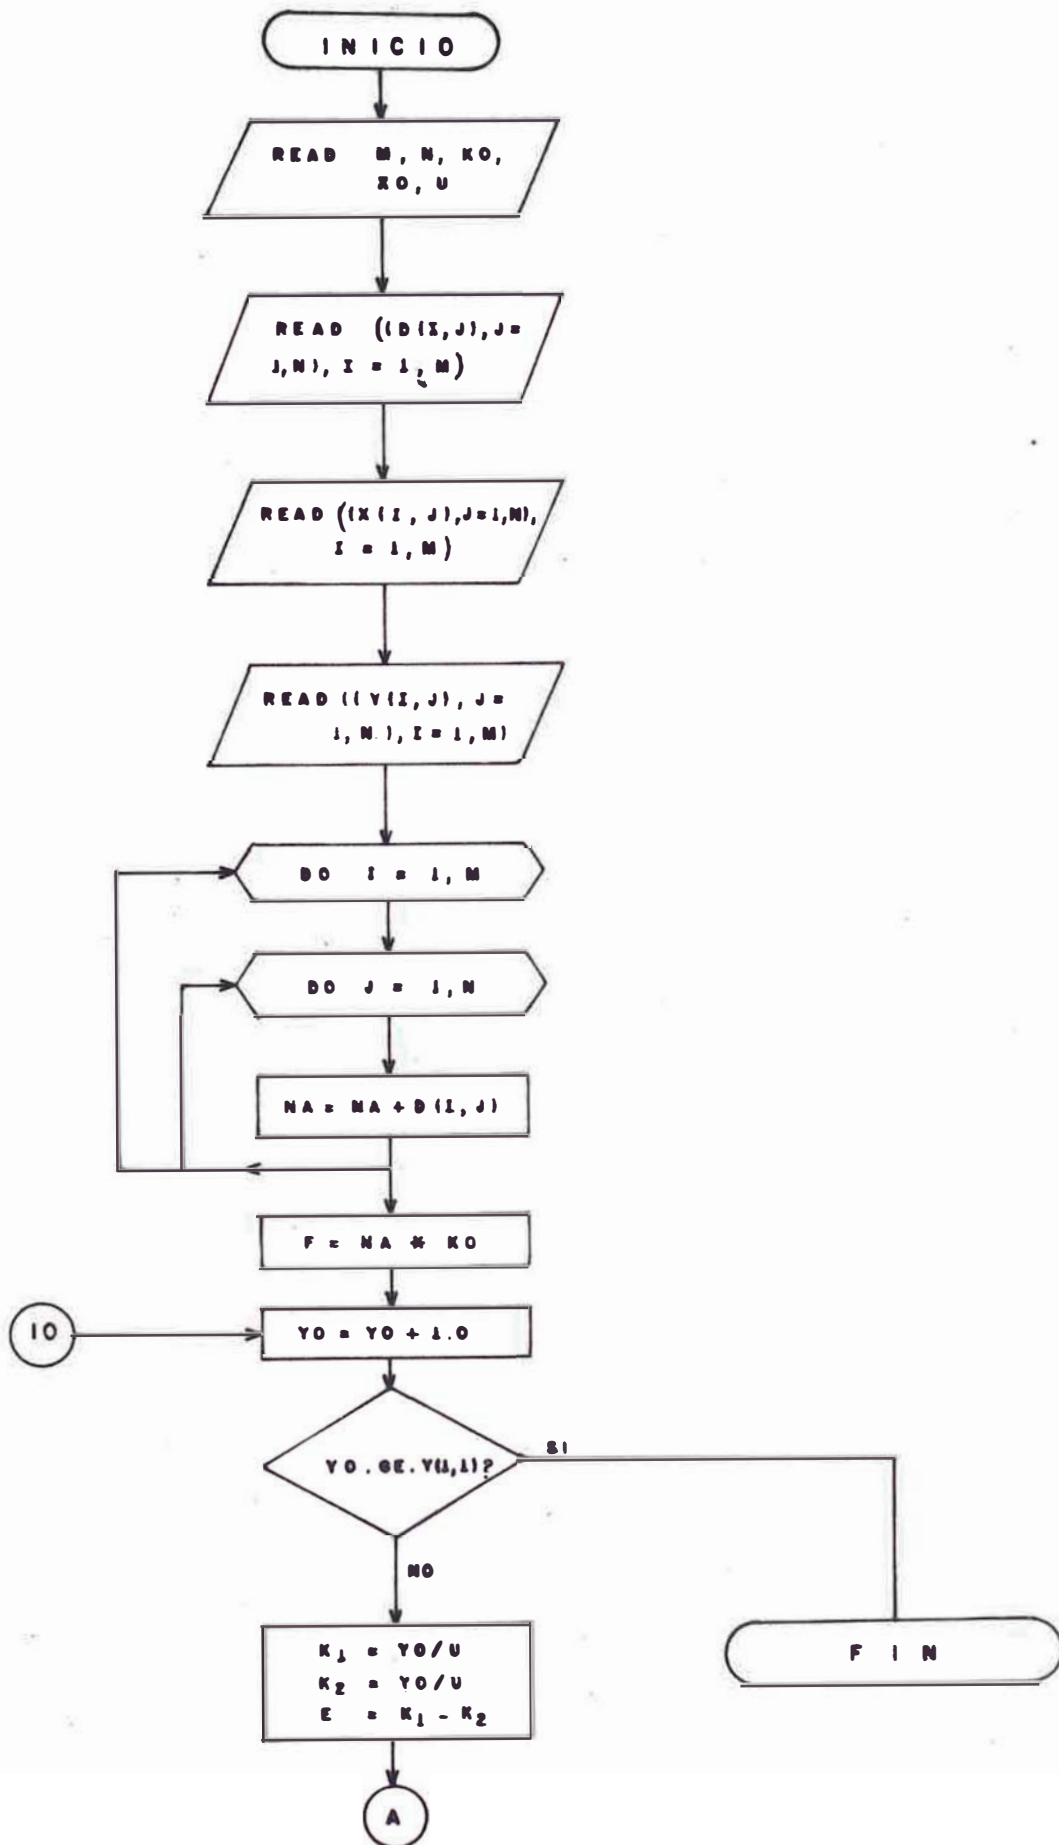 INICIO
READ M, N, KO,
XO, U
READ ((D(I,J),J=
1,N), I = 1, M)
READ ((X(I, J),J=1,N),
I = 1, M)
READ ((Y(I,J), J=
1, N ), I = 1, M)
DO I = 1, M
DO J = 1, N
NA = NA + D(I, J)
F = NA * KO
10
YO = YO + 1.0
YO.GE.Y(1,1)?
SI
NO
K1 = YO/U
K2 = YO/U
E = K1 - K2
FIN
A